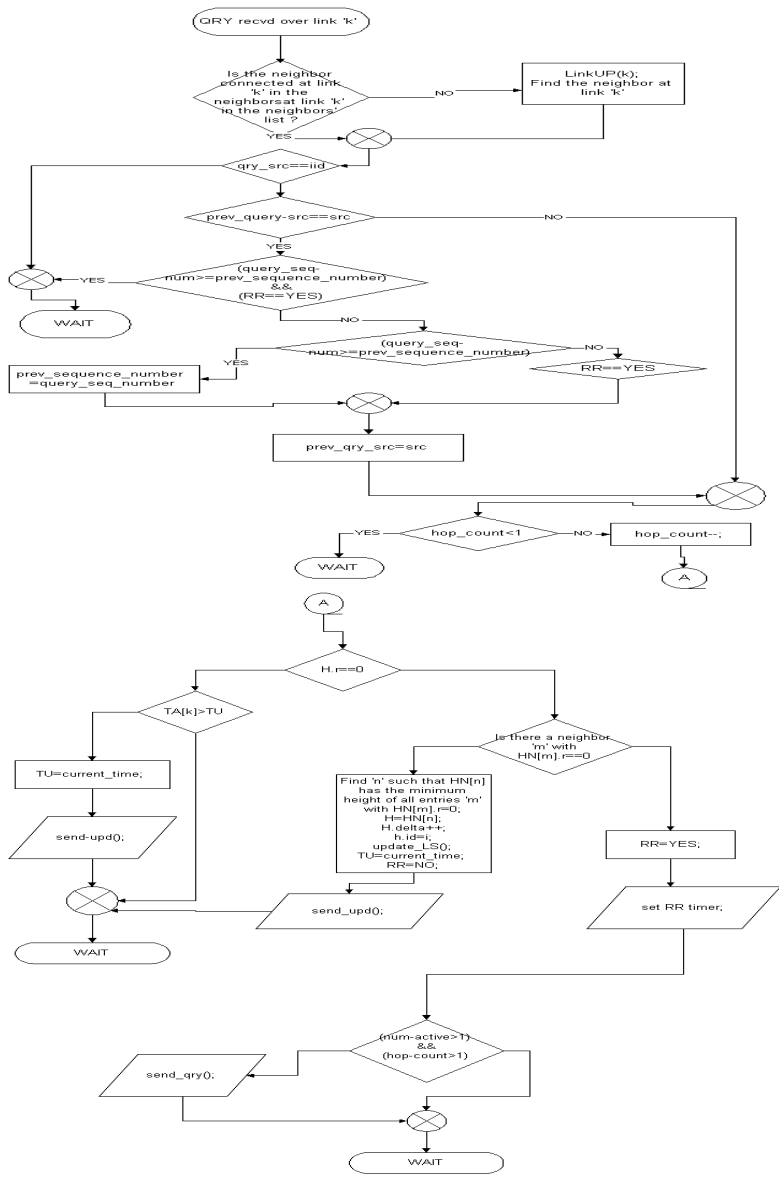 QRY recvd over link 'k'
Is the neighbor
connected at link
'k' in the
neighborsat link 'k'
in the neighbors'
list ?
NO
LinkUP(k);
Find the neighbor at
link 'k'
YES
qry_src==iid
prev_query-src==src
NO
YES
(query_seq-
num>=prev_sequence_number)
&&
(RR==YES)
YES
WAIT
NO
(query_seq-
num>=prev_sequence_number)
NO
YES
RR==YES
prev_sequence_number
=query_seq_number
prev_qry_src=src
hop_count<1
YES
NO
hop_count--;
WAIT
A
A
H.r==0
TA[k]>TU
Is there a neighbor
'm' with
HN[m].r==0
TU=current_time;
Find 'n' such that HN[n]
has the minimum
height of all entries 'm'
with HN[m].r=0;
H=HN[n];
H.delta++;
h.id=i;
update_LS();
TU=current_time;
RR=NO;
send-upd();
RR=YES;
send_upd();
set RR timer;
WAIT
(num-active>1)
&&
(hop-count>1)
send_qry();
WAIT